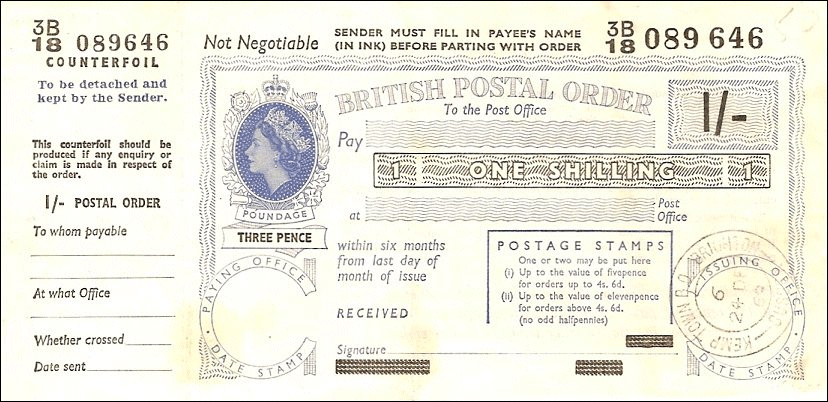 3B
18 089646
COUNTERFOIL
To be detached and
kept by the Sender.
This counterfoil should be
produced if any enquiry or
claim is made in respect of
the order.
1/- POSTAL ORDER
To whom payable
At what Office
Whether crossed
Date sent
Not Negotiable
SENDER MUST FILL IN PAYEE'S NAME
(IN INK) BEFORE PARTING WITH ORDER
3B
18 089 646
BRITISH POSTAL ORDER
To the Post Office
1/-
Pay
1 ONE SHILLING 1
at
Post
Office
POUNDAGE
THREE PENCE
within six months
from last day of
month of issue
RECEIVED
Signature
POSTAGE STAMPS
One or two may be put here
(i) Up to the value of fivepence
for orders up to 4s. 6d.
(ii) Up to the value of elevenpence
for orders above 4s. 6d.
(no odd halfpennies)
PAYING OFFICE
DATE STAMP
ISSUING OFFICE
DATE STAMP
KEMP TOWN B.O. BRIGHTON
6
24 DE